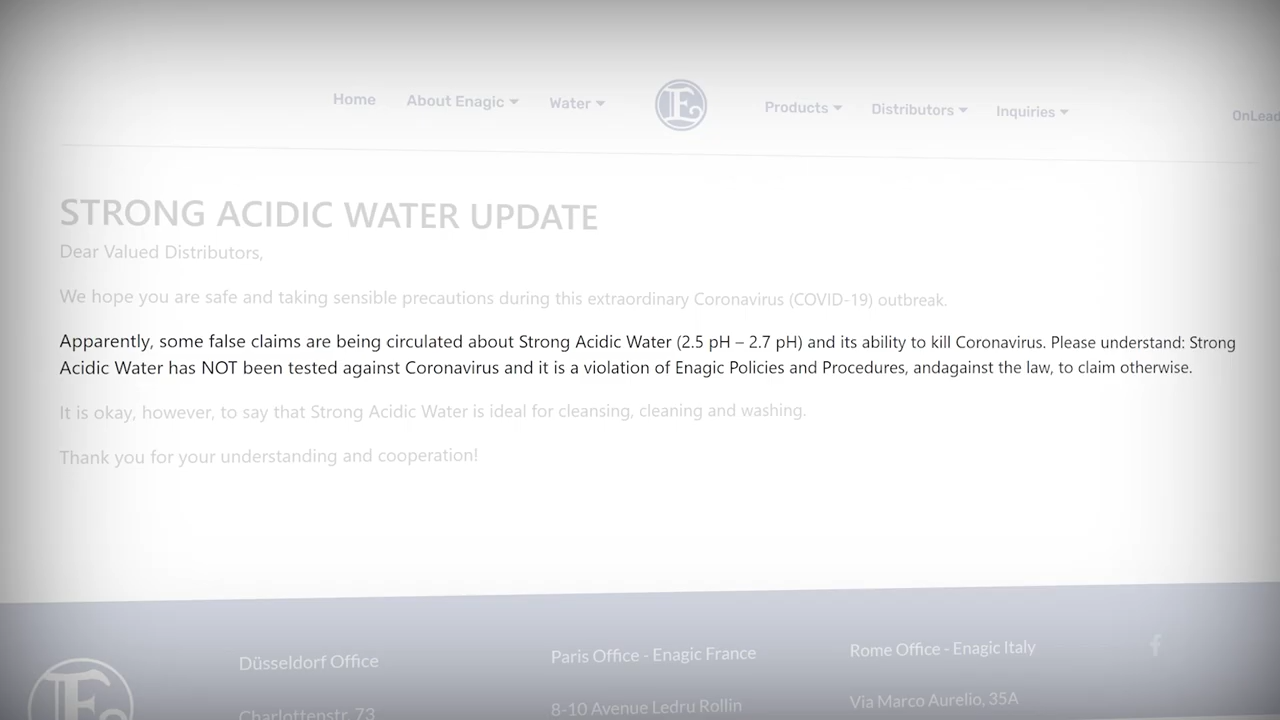 Home About Enagic Water E Products Distributors Inquiries OnLead
STRONG ACIDIC WATER UPDATE
Dear Valued Distributors,
We hope you are safe and taking sensible precautions during this extraordinary Coronavirus (COVID-19) outbreak.
Apparently, some false claims are being circulated about Strong Acidic Water (2.5 pH – 2.7 pH) and its ability to kill Coronavirus. Please understand: Strong
Acidic Water has NOT been tested against Coronavirus and it is a violation of Enagic Policies and Procedures, andagainst the law, to claim otherwise.
It is okay, however, to say that Strong Acidic Water is ideal for cleansing, cleaning and washing.
Thank you for your understanding and cooperation!
Düsseldorf Office Paris Office - Enagic France Rome Office - Enagic Italy f
E Charlottenstr. 73 8-10 Avenue Ledru Rollin Via Marco Aurelio, 35A